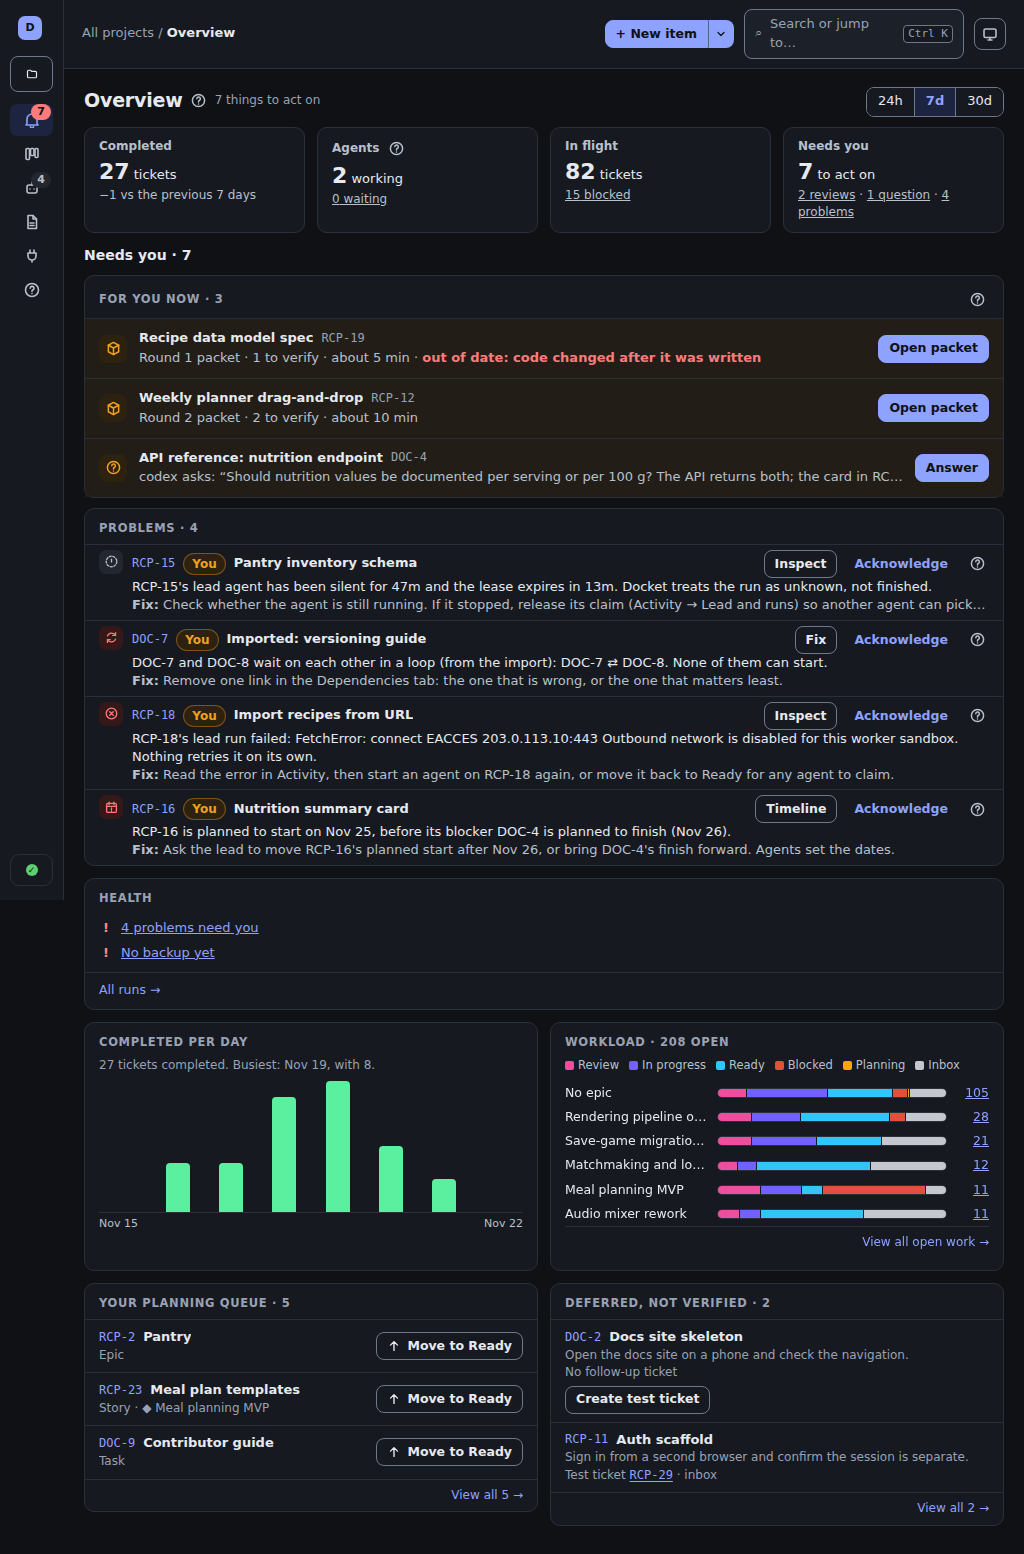 D
All projects / Overview
+ New item
Search or jump to…
Ctrl K
7
4
Overview
7 things to act on
24h 7d 30d
Completed
27 tickets
−1 vs the previous 7 days
Agents
2 working
0 waiting
In flight
82 tickets
15 blocked
Needs you
7 to act on
2 reviews · 1 question · 4 problems
Needs you · 7
FOR YOU NOW · 3
Recipe data model spec RCP-19
Round 1 packet · 1 to verify · about 5 min · out of date: code changed after it was written
Open packet
Weekly planner drag-and-drop RCP-12
Round 2 packet · 2 to verify · about 10 min
Open packet
API reference: nutrition endpoint DOC-4
codex asks: “Should nutrition values be documented per serving or per 100 g? The API returns both; the card in RC…
Answer
PROBLEMS · 4
RCP-15 You Pantry inventory schema
Inspect Acknowledge
RCP-15's lead agent has been silent for 47m and the lease expires in 13m. Docket treats the run as unknown, not finished.
Fix: Check whether the agent is still running. If it stopped, release its claim (Activity → Lead and runs) so another agent can pick…
DOC-7 You Imported: versioning guide
Fix Acknowledge
DOC-7 and DOC-8 wait on each other in a loop (from the import): DOC-7 ⇄ DOC-8. None of them can start.
Fix: Remove one link in the Dependencies tab: the one that is wrong, or the one that matters least.
RCP-18 You Import recipes from URL
Inspect Acknowledge
RCP-18's lead run failed: FetchError: connect EACCES 203.0.113.10:443 Outbound network is disabled for this worker sandbox.
Nothing retries it on its own.
Fix: Read the error in Activity, then start an agent on RCP-18 again, or move it back to Ready for any agent to claim.
RCP-16 You Nutrition summary card
Timeline Acknowledge
RCP-16 is planned to start on Nov 25, before its blocker DOC-4 is planned to finish (Nov 26).
Fix: Ask the lead to move RCP-16's planned start after Nov 26, or bring DOC-4's finish forward. Agents set the dates.
HEALTH
! 4 problems need you
! No backup yet
All runs →
COMPLETED PER DAY
27 tickets completed. Busiest: Nov 19, with 8.
Nov 15 Nov 22
WORKLOAD · 208 OPEN
Review In progress Ready Blocked Planning Inbox
No epic 105
Rendering pipeline o… 28
Save-game migratio… 21
Matchmaking and lo… 12
Meal planning MVP 11
Audio mixer rework 11
View all open work →
YOUR PLANNING QUEUE · 5
RCP-2 Pantry
Epic
Move to Ready
RCP-23 Meal plan templates
Story · ◆ Meal planning MVP
Move to Ready
DOC-9 Contributor guide
Task
Move to Ready
View all 5 →
DEFERRED, NOT VERIFIED · 2
DOC-2 Docs site skeleton
Open the docs site on a phone and check the navigation.
No follow-up ticket
Create test ticket
RCP-11 Auth scaffold
Sign in from a second browser and confirm the session is separate.
Test ticket RCP-29 · inbox
View all 2 →